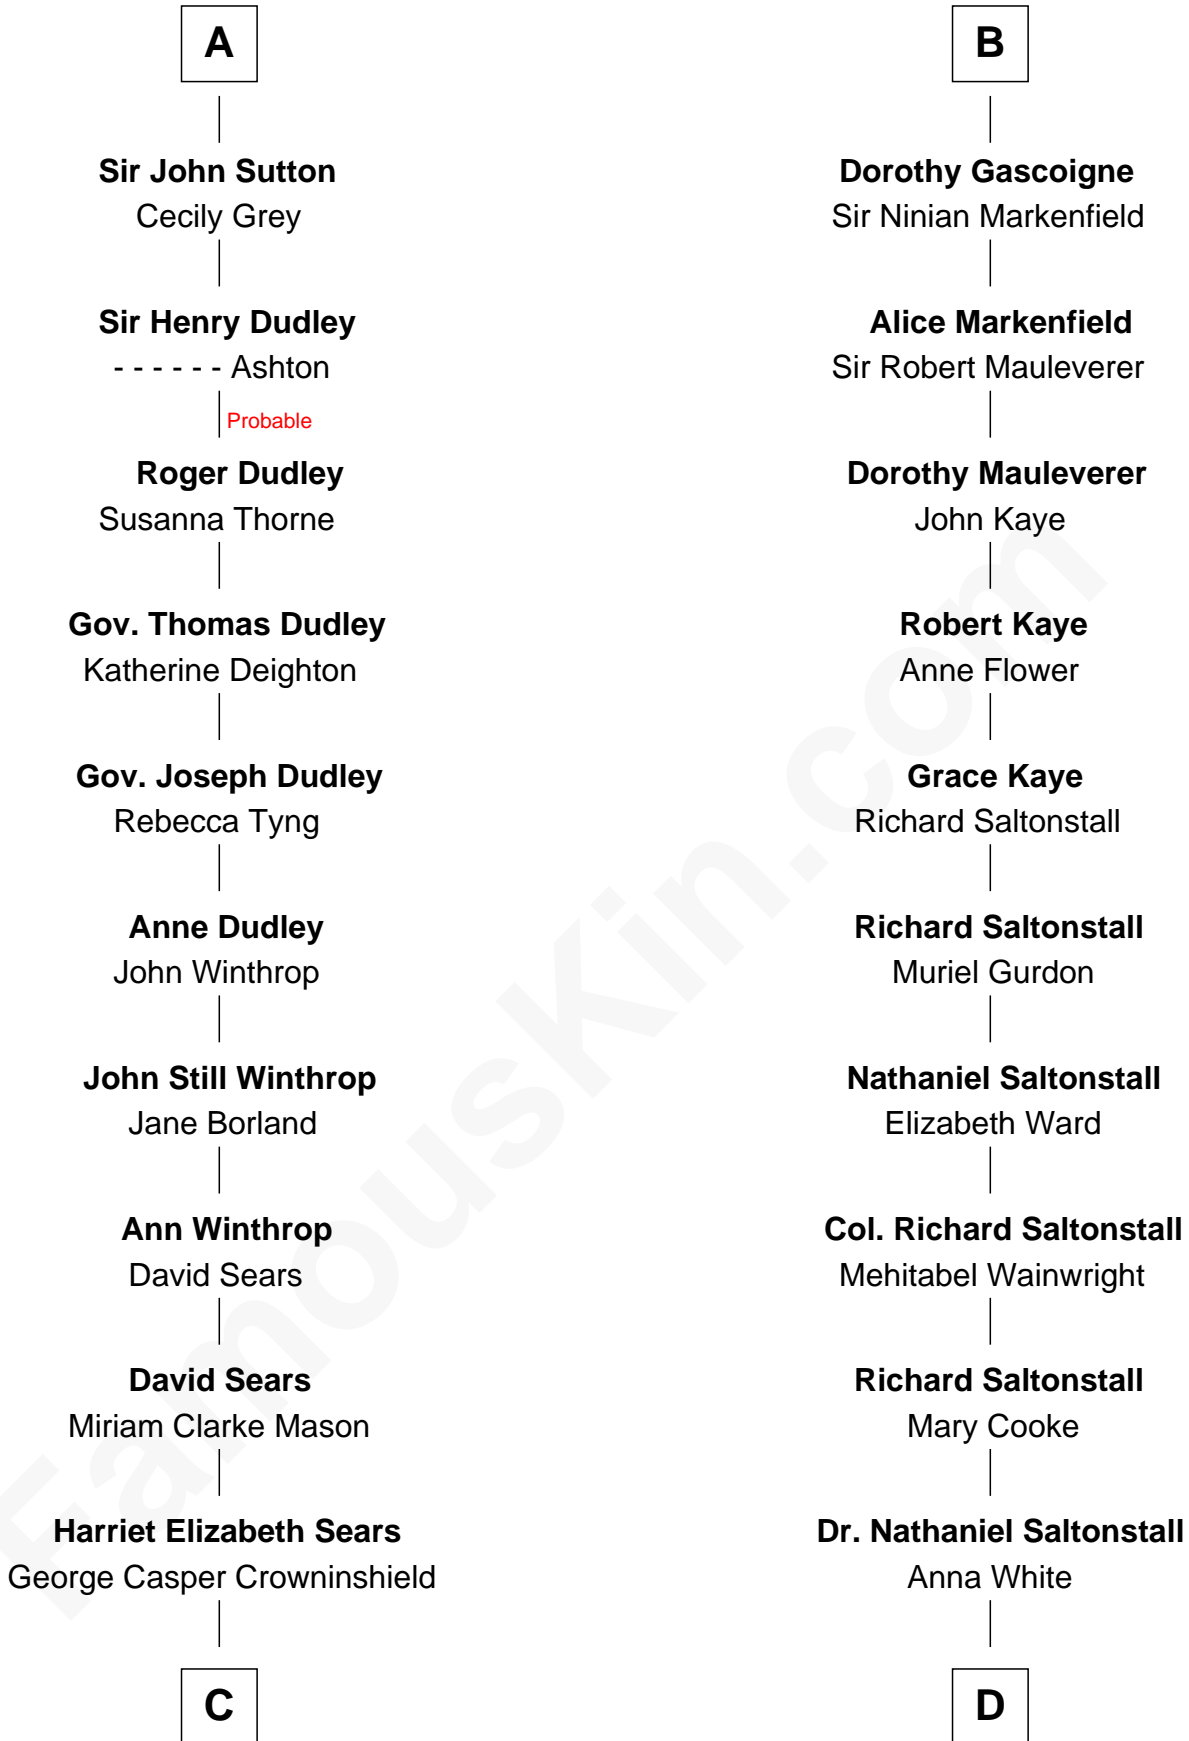 A
Sir John Sutton
Cecily Grey
Sir Henry Dudley
- - - - - - Ashton
Probable
Roger Dudley
Susanna Thorne
Gov. Thomas Dudley
Katherine Deighton
Gov. Joseph Dudley
Rebecca Tyng
Anne Dudley
John Winthrop
John Still Winthrop
Jane Borland
Ann Winthrop
David Sears
David Sears
Miriam Clarke Mason
Harriet Elizabeth Sears
George Casper Crowninshield
C
B
Dorothy Gascoigne
Sir Ninian Markenfield
Alice Markenfield
Sir Robert Mauleverer
Dorothy Mauleverer
John Kaye
Robert Kaye
Anne Flower
Grace Kaye
Richard Saltonstall
Richard Saltonstall
Muriel Gurdon
Nathaniel Saltonstall
Elizabeth Ward
Col. Richard Saltonstall
Mehitabel Wainwright
Richard Saltonstall
Mary Cooke
Dr. Nathaniel Saltonstall
Anna White
D
FamousKin.com